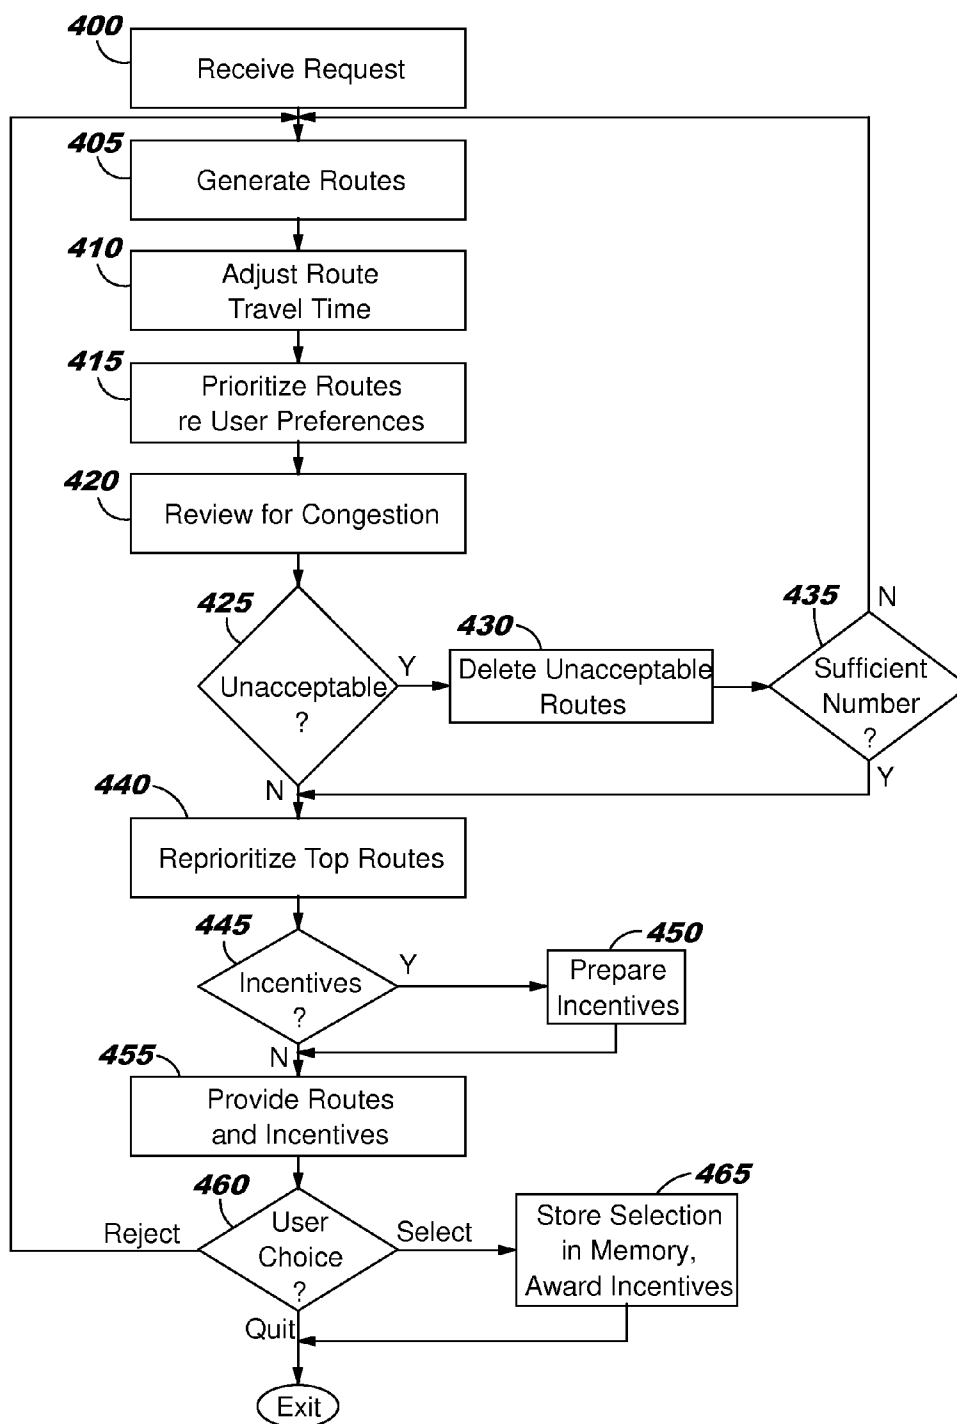 400
Receive Request
405
Generate Routes
410
Adjust Route
Travel Time
415
Prioritize Routes
re User Preferences
420
Review for Congestion
425
Unacceptable
?
Y
N
430
Delete Unacceptable
Routes
435
Sufficient
Number
?
N
Y
440
Reprioritize Top Routes
445
Incentives
?
Y
N
450
Prepare
Incentives
455
Provide Routes
and Incentives
460
User
Choice
?
Reject
Select
Quit
465
Store Selection
in Memory,
Award Incentives
Exit